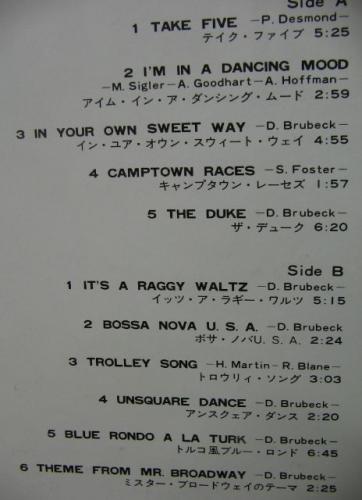 Side A
1 TAKE FIVE —P. Desmond—
テイク・ファイブ 5:25
2 I'M IN A DANCING MOOD
—M. Sigler—A. Goodhart—A. Hoffman—
アイム・イン・ア・ダンシング・ムード 2:59
3 IN YOUR OWN SWEET WAY —D. Brubeck—
イン・ユア・オウン・スウィート・ウェイ 4:55
4 CAMPTOWN RACES —S. Foster—
キャンプタウン・レーセズ 1:57
5 THE DUKE —D. Brubeck—
ザ・デューク 6:20
Side B
1 IT'S A RAGGY WALTZ —D. Brubeck—
イッツ・ア・ラギー・ワルツ 5:15
2 BOSSA NOVA U. S. A. —D. Brubeck
ボサ・ノバU. S. A. 2:24
3 TROLLEY SONG —H. Martin—R. Blane—
トロウリィ・ソング 3:03
4 UNSQUARE DANCE —D. Brubeck—
アンスクェア・ダンス 2:20
5 BLUE RONDO A LA TURK —D. Brubeck—
トルコ風ブルー・ロンド 6:45
6 THEME FROM MR. BROADWAY —D. Brubeck—
ミスター・ブロードウェイのテーマ 2:25